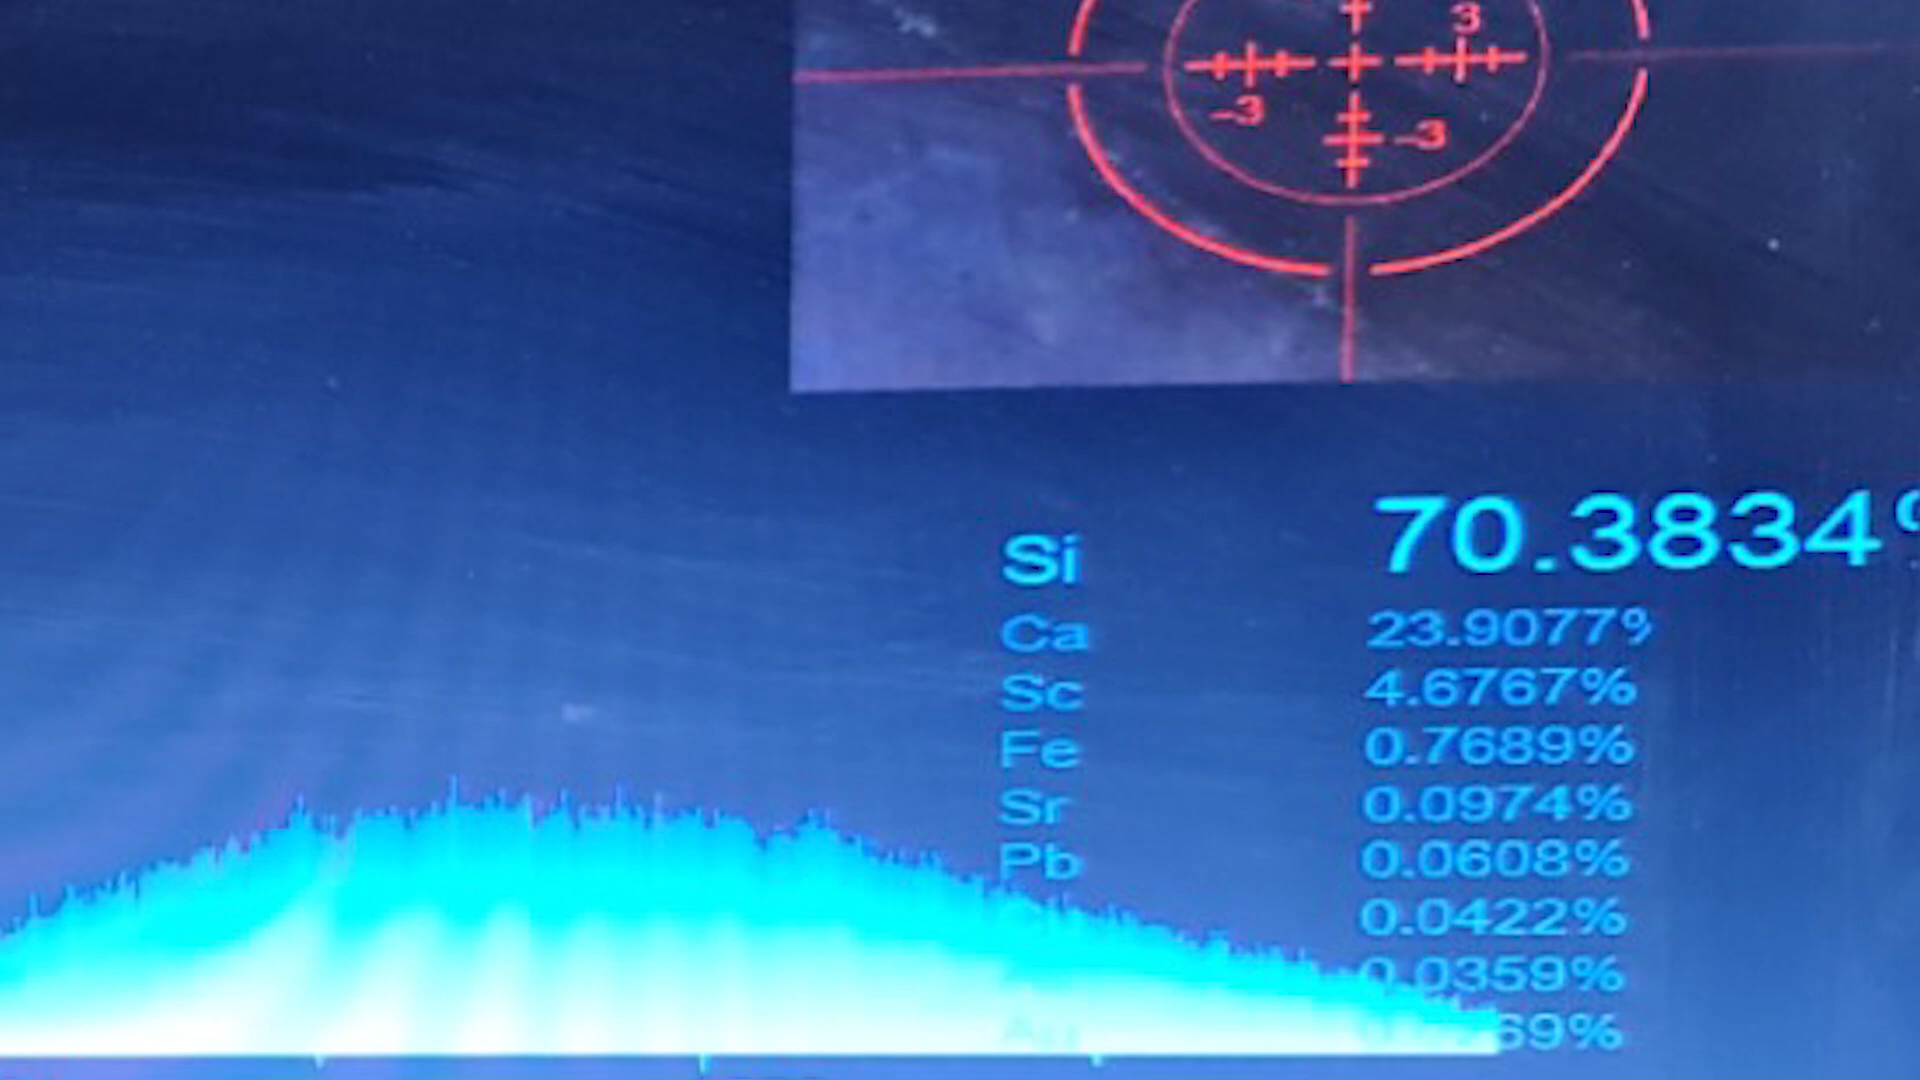 3
-3
-3
Si 70.3834%
Ca 23.9077%
Sc 4.6767%
Fe 0.7689%
Sr 0.0974%
Pb 0.0608%
0.0422%
0.0359%
69%